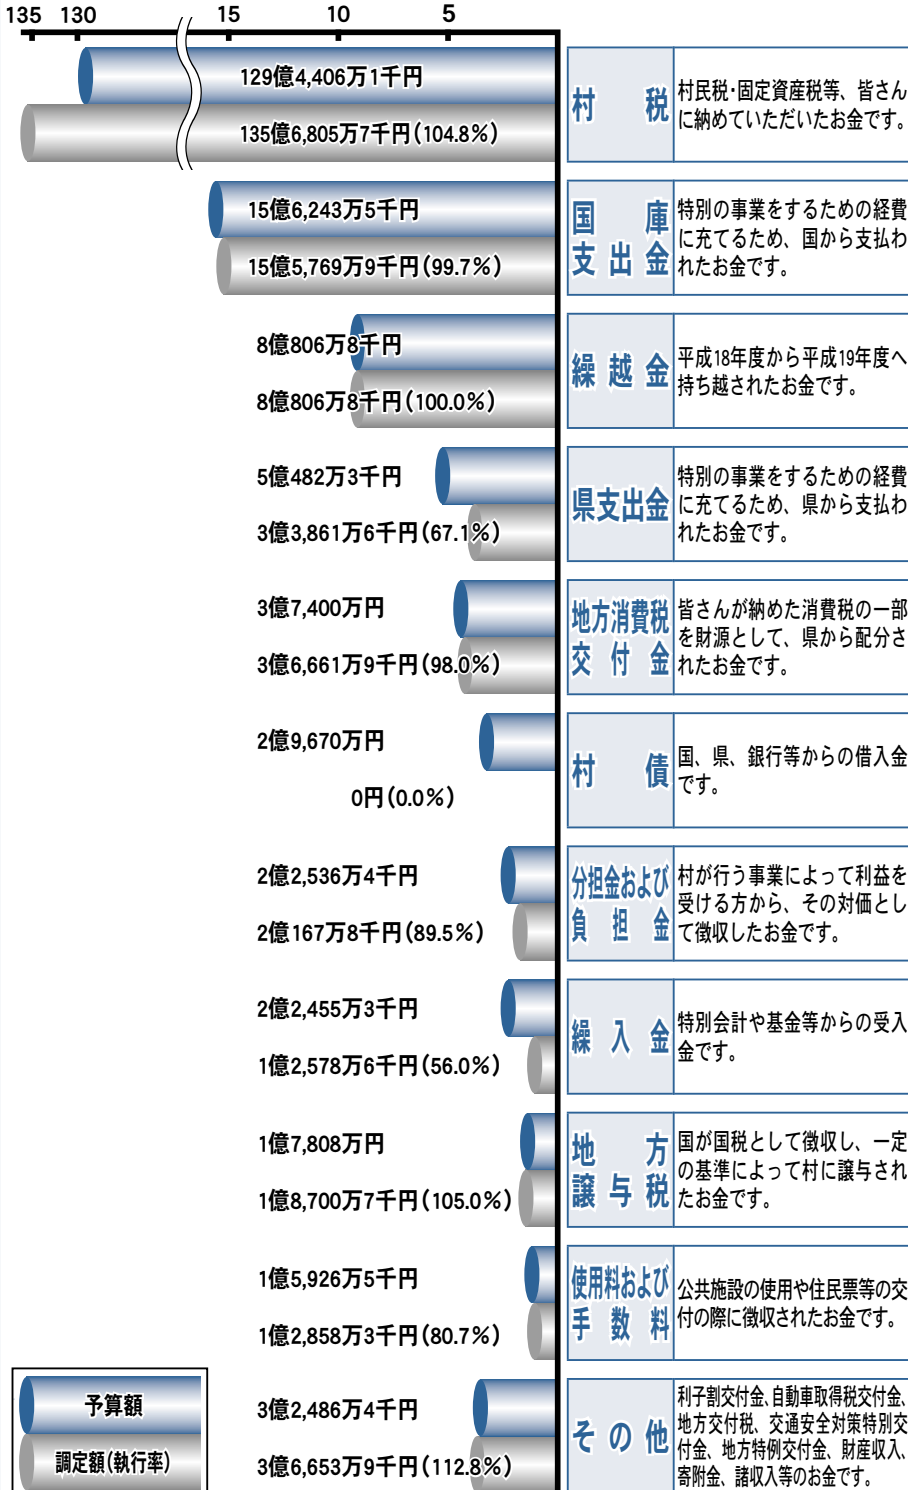 135 130 15 10 5
129億4,406万1千円
135億6,805万7千円(104.8%)
村税
村民税・固定資産税等、皆さん
に納めていただいたお金です。
15億6,243万5千円
15億5,769万9千円(99.7%)
国庫
支出金
特別の事業をするための経費
に充てるため、国から支払わ
れたお金です。
8億806万8千円
8億806万8千円(100.0%)
繰越金
平成18年度から平成19年度へ
持ち越されたお金です。
5億482万3千円
3億3,861万6千円(67.1%)
県支出金
特別の事業をするための経費
に充てるため、県から支払わ
れたお金です。
3億7,400万円
3億6,661万9千円(98.0%)
地方消費税
交付金
皆さんが納めた消費税の一部
を財源として、県から配分さ
れたお金です。
2億9,670万円
0円(0.0%)
村債
国、県、銀行等からの借入金
です。
2億2,536万4千円
2億167万8千円(89.5%)
分担金および
負担金
村が行う事業によって利益を
受ける方から、その対価とし
て徴収したお金です。
2億2,455万3千円
1億2,578万6千円(56.0%)
繰入金
特別会計や基金等からの受入
金です。
1億7,808万円
1億8,700万7千円(105.0%)
地方
譲与税
国が国税として徴収し、一定
の基準によって村に譲与され
たお金です。
1億5,926万5千円
1億2,858万3千円(80.7%)
使用料および
手数料
公共施設の使用や住民票等の交
付の際に徴収されたお金です。
3億2,486万4千円
3億6,653万9千円(112.8%)
その他
利子割交付金、自動車取得税交付金、
地方交付税、交通安全対策特別交
付金、地方特例交付金、財産収入、
寄附金、諸収入等のお金です。
予算額
調定額(執行率)